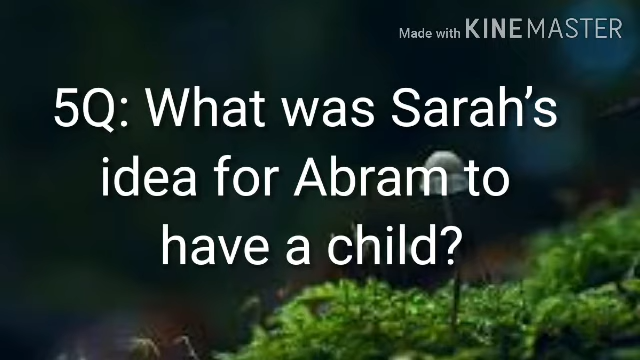 Made with KINEMASTER
5Q: What was Sarah’s
idea for Abram to
have a child?